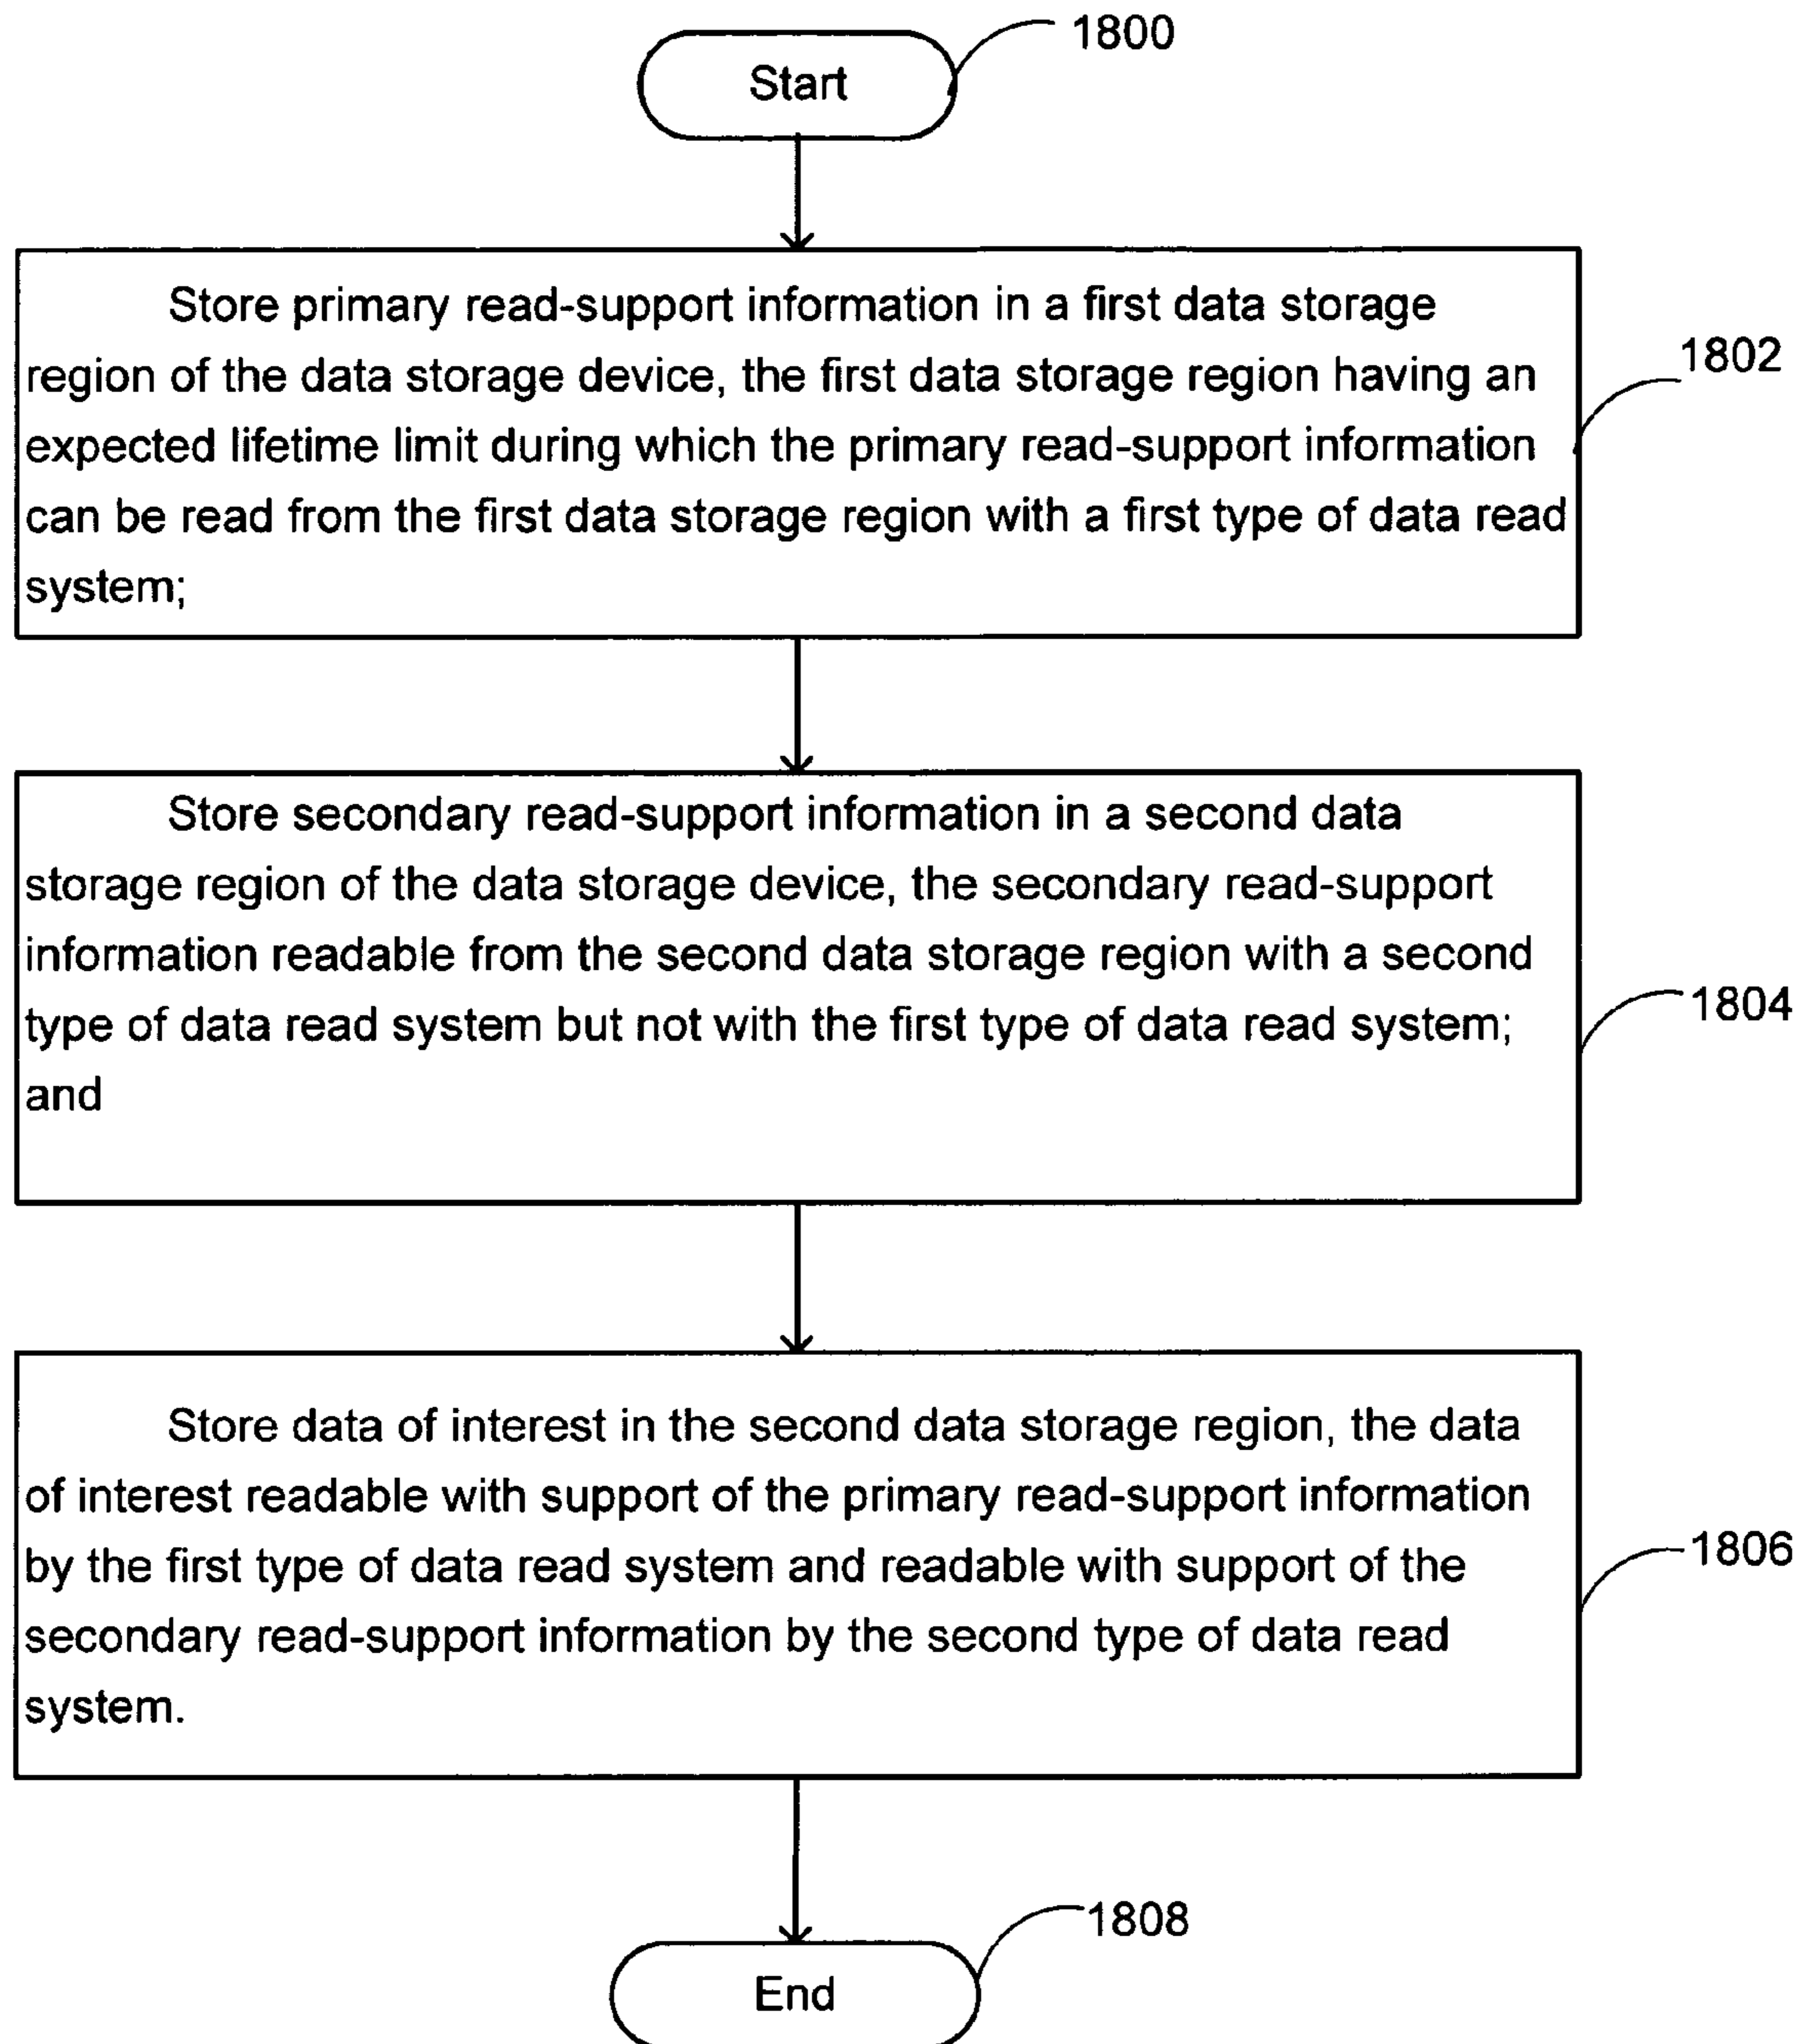 1800
Start
Store primary read-support information in a first data storage
region of the data storage device, the first data storage region having an
expected lifetime limit during which the primary read-support information
can be read from the first data storage region with a first type of data read
system;
1802
Store secondary read-support information in a second data
storage region of the data storage device, the secondary read-support
information readable from the second data storage region with a second
type of data read system but not with the first type of data read system;
and
1804
Store data of interest in the second data storage region, the data
of interest readable with support of the primary read-support information
by the first type of data read system and readable with support of the
secondary read-support information by the second type of data read
system.
1806
1808
End